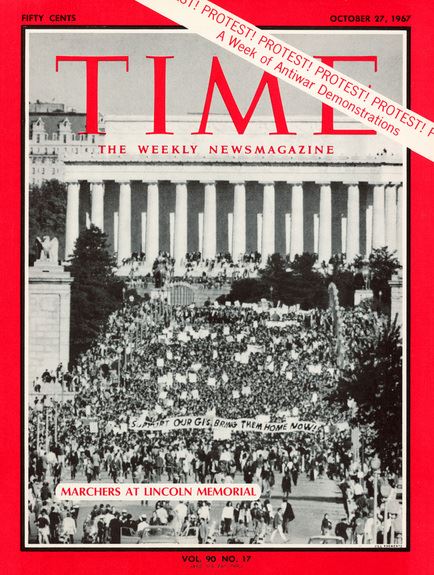 FIFTY CENTS
OCTOBER 27, 1967
PROTEST! PROTEST! PROTEST! PROTEST!
A Week of Antiwar Demonstrations
TIME
THE WEEKLY NEWSMAGAZINE
SUPPORT OUR GI'S, BRING THEM HOME NOW!
MARCHERS AT LINCOLN MEMORIAL
VOL. 90 NO. 17